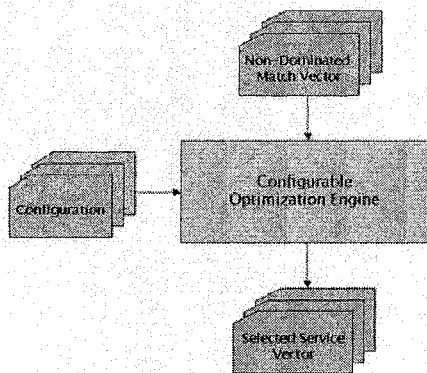 Non-Dominated
Match Vector
Configurable
Optimization Engine
Configuration
Selected Service
Vector